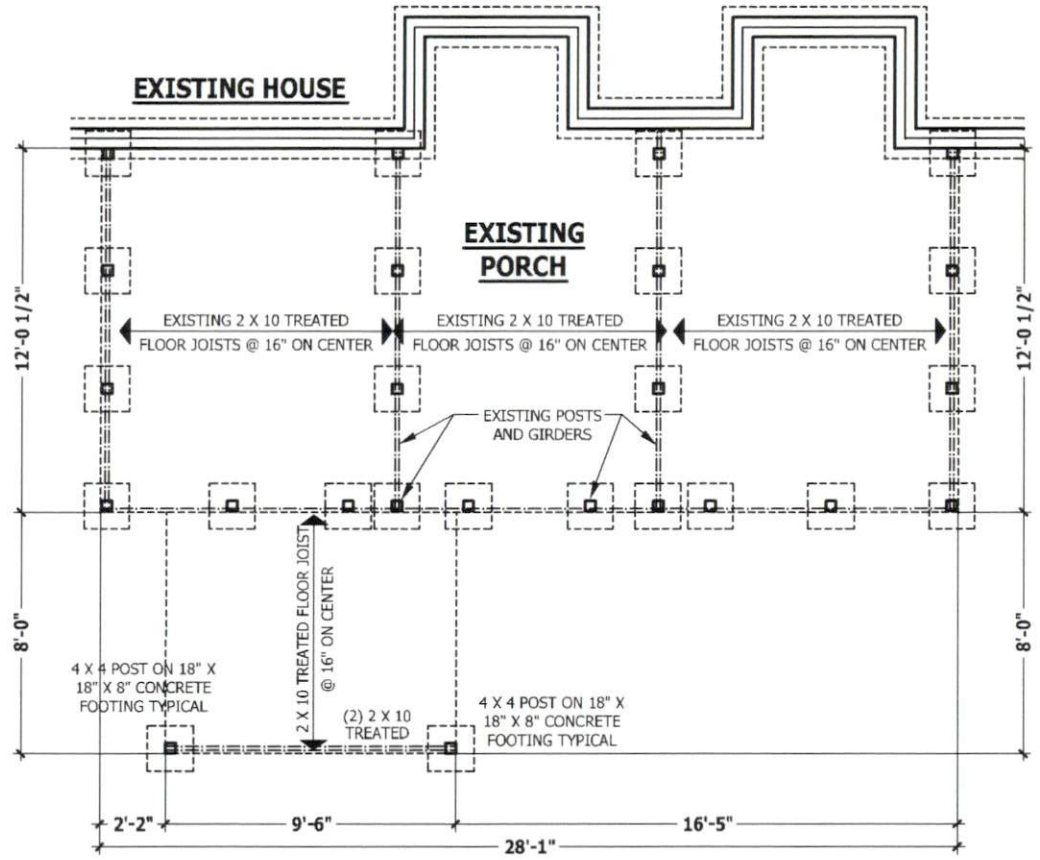 EXISTING HOUSE
EXISTING
PORCH
12'-0 1/2"
12'-0 1/2"
EXISTING 2 X 10 TREATED
FLOOR JOISTS @ 16" ON CENTER
EXISTING 2 X 10 TREATED
FLOOR JOISTS @ 16" ON CENTER
EXISTING 2 X 10 TREATED
FLOOR JOISTS @ 16" ON CENTER
EXISTING POSTS
AND GIRDERS
8'-0"
2 X 10 TREATED FLOOR JOIST
@ 16" ON CENTER
8'-0"
4 X 4 POST ON 18" X
18" X 8" CONCRETE
FOOTING TYPICAL
(2) 2 X 10
TREATED
4 X 4 POST ON 18" X
18" X 8" CONCRETE
FOOTING TYPICAL
2'-2"
9'-6"
16'-5"
28'-1"